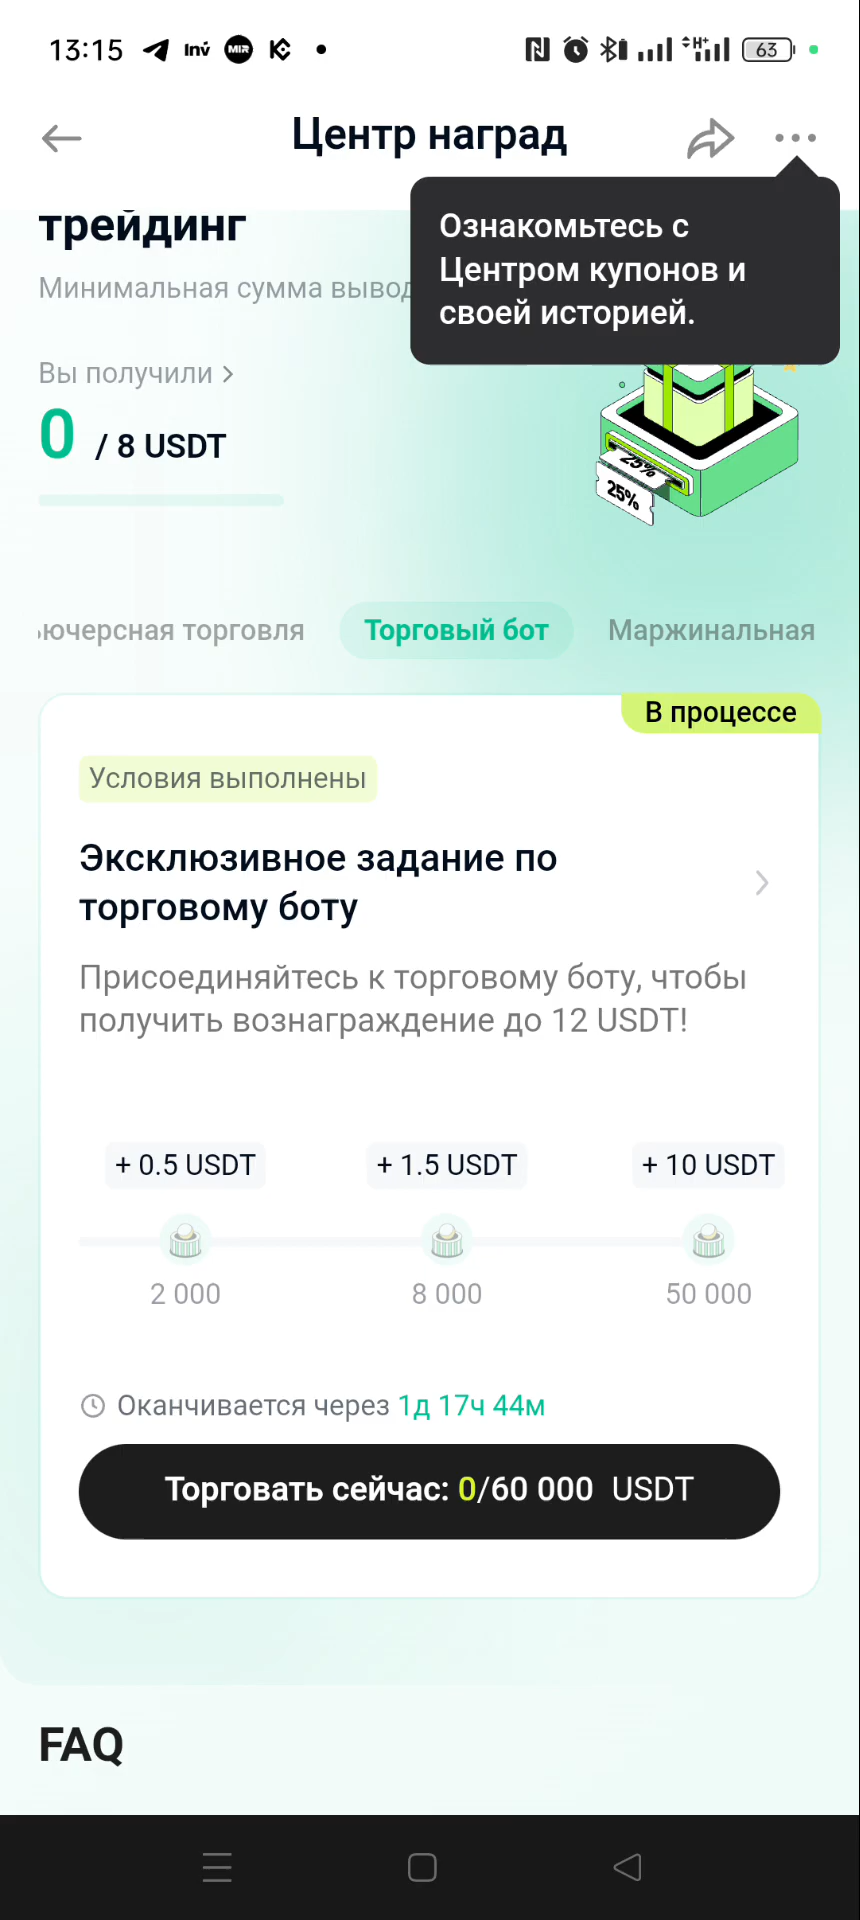 13:15 Inv MIR H+ 63
Центр наград
Ознакомьтесь с
Центром купонов и
своей историей.
трейдинг
Минимальная сумма вывод
Вы получили >
0 / 8 USDT
25%
25%
ючерсная торговля Торговый бот Маржинальная
В процессе
Условия выполнены
Эксклюзивное задание по
торговому боту
Присоединяйтесь к торговому боту, чтобы
получить вознаграждение до 12 USDT!
+ 0.5 USDT + 1.5 USDT + 10 USDT
2 000 8 000 50 000
Оканчивается через 1д 17ч 44м
Торговать сейчас: 0/60 000 USDT
FAQ